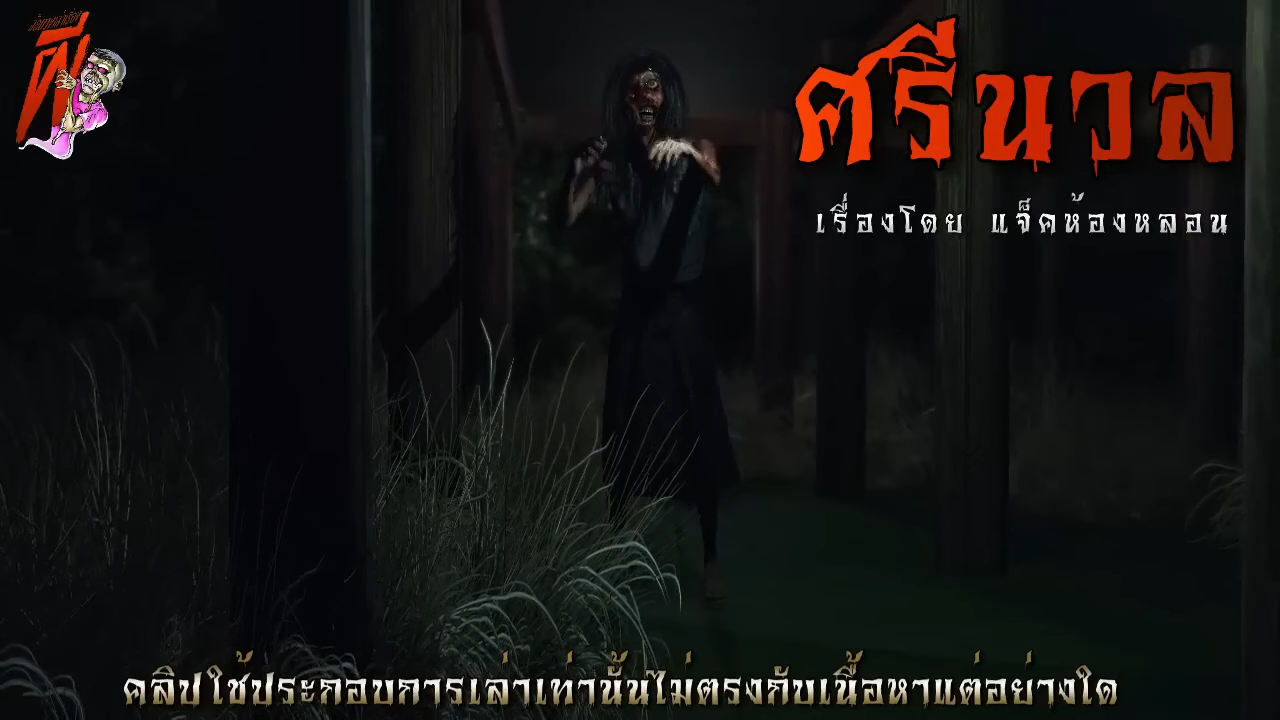 ผี
ศรีนวล
เรื่องโดย แจ็คห้องหลอน
คลิปใช้ประกอบการเล่าเท่านั้นไม่ตรงกับเนื้อหาแต่อย่างใด